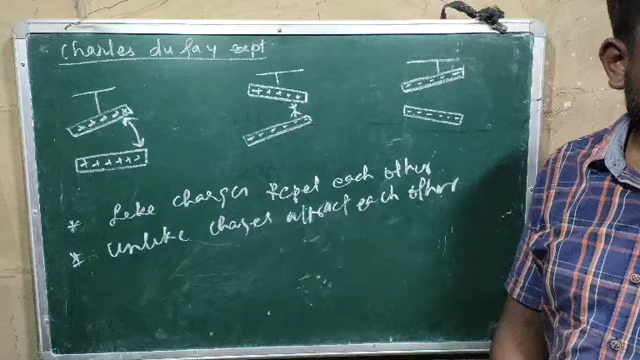 Charles du fay expt
+ + + + +
+ + + + + +
+ + + + +
- - - - -
- - - - -
- - - - -
* Like charges repel each other
* Unlike charges attract each other